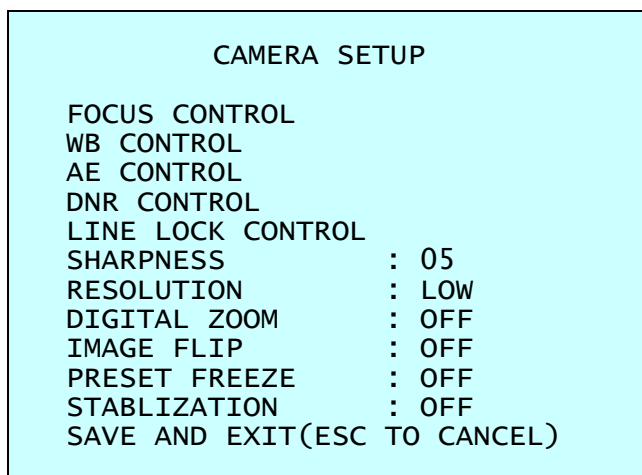 CAMERA SETUP
FOCUS CONTROL
WB CONTROL
AE CONTROL
DNR CONTROL
LINE LOCK CONTROL
SHARPNESS : 05
RESOLUTION : LOW
DIGITAL ZOOM : OFF
IMAGE FLIP : OFF
PRESET FREEZE : OFF
STABLIZATION : OFF
SAVE AND EXIT(ESC TO CANCEL)